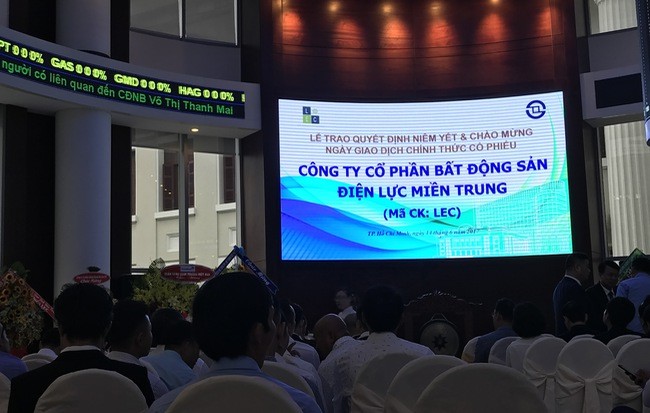 PT 0 0 0% GAS 0 0 0% GMD 0 0 0% HAG 0 0 0%
người có liên quan đến CĐNB Võ Thị Thanh Mai
LỄ TRAO QUYẾT ĐỊNH NIÊM YẾT & CHÀO MỪNG
NGÀY GIAO DỊCH CHÍNH THỨC CỔ PHIẾU
CÔNG TY CỔ PHẦN BẤT ĐỘNG SẢN
ĐIỆN LỰC MIỀN TRUNG
(Mã CK: LEC)
TP. Hồ Chí Minh, ngày 14 tháng